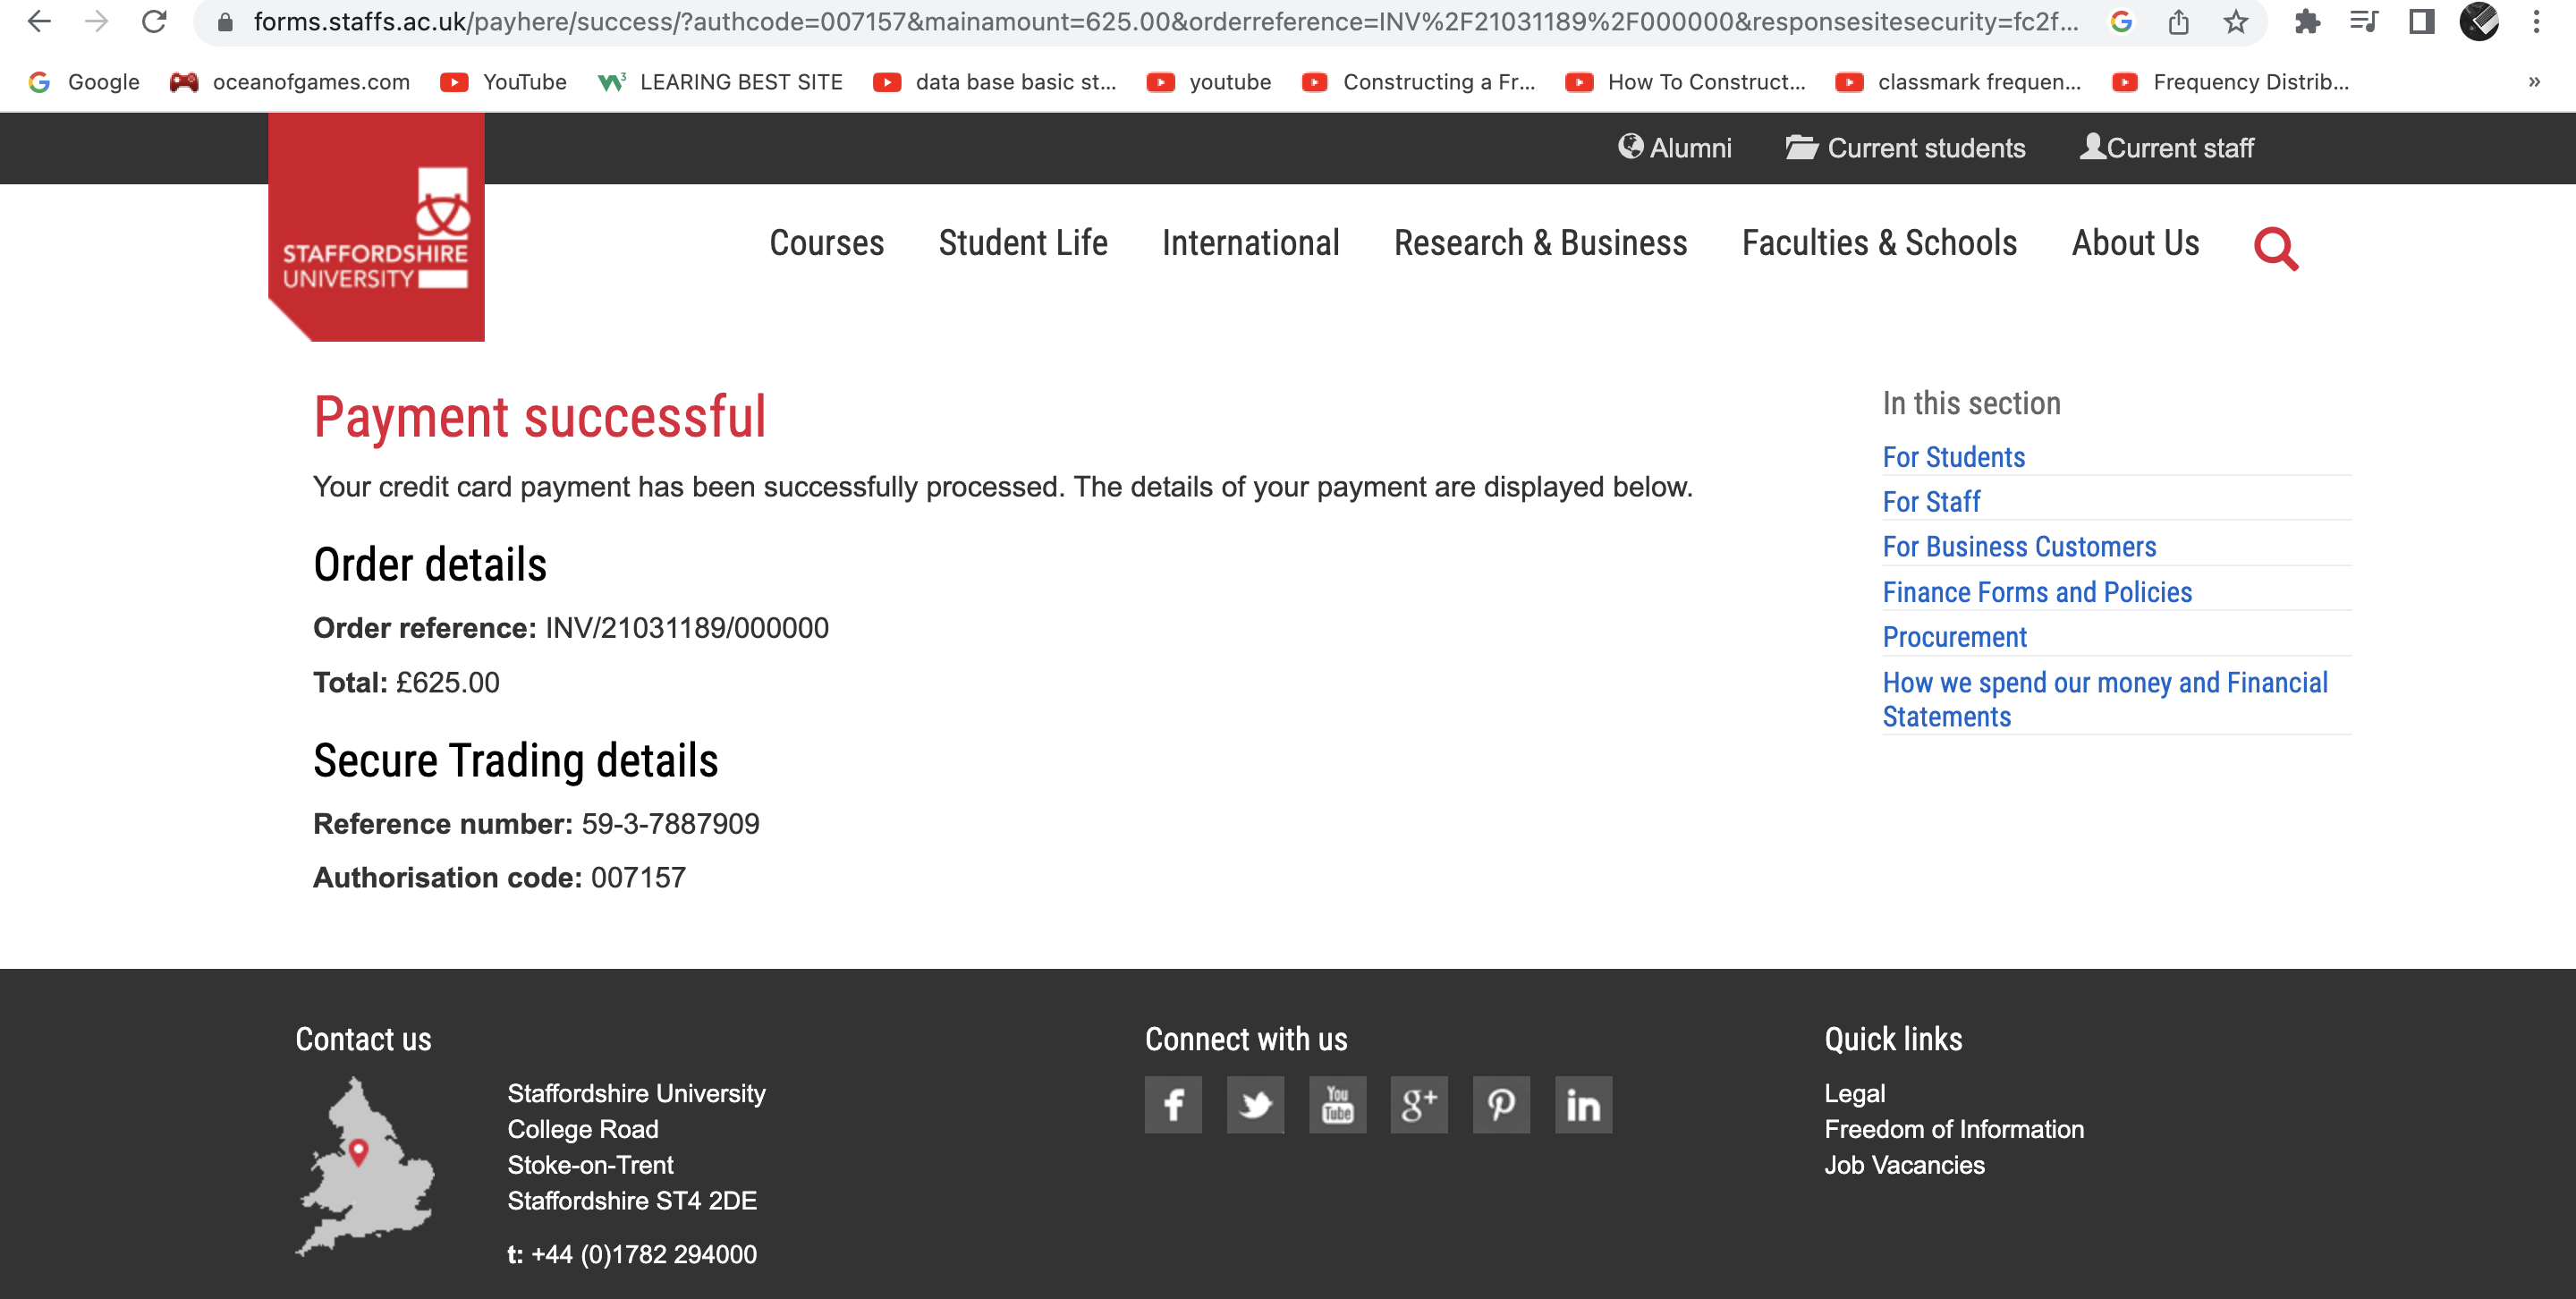 forms.staffs.ac.uk/payhere/success/?authcode=007157&mainamount=625.00&orderreference=INV%2F21031189%2F000000&responsesitesecurity=fc2f...
Google oceanofgames.com YouTube LEARING BEST SITE data base basic st... youtube Constructing a Fr... How To Construct... classmark frequen... Frequency Distrib... »
Alumni Current students Current staff
STAFFORDSHIRE
UNIVERSITY
Courses Student Life International Research & Business Faculties & Schools About Us
Payment successful
Your credit card payment has been successfully processed. The details of your payment are displayed below.
Order details
Order reference: INV/21031189/000000
Total: £625.00
Secure Trading details
Reference number: 59-3-7887909
Authorisation code: 007157
In this section
For Students
For Staff
For Business Customers
Finance Forms and Policies
Procurement
How we spend our money and Financial
Statements
Contact us
Staffordshire University
College Road
Stoke-on-Trent
Staffordshire ST4 2DE
t: +44 (0)1782 294000
Connect with us
f You Tube g+ in
Quick links
Legal
Freedom of Information
Job Vacancies